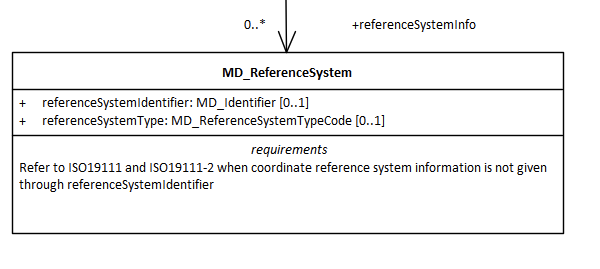 0..* +referenceSystemInfo
MD_ReferenceSystem
+ referenceSystemIdentifier: MD_Identifier [0..1]
+ referenceSystemType: MD_ReferenceSystemTypeCode [0..1]
requirements
Refer to ISO19111 and ISO19111-2 when coordinate reference system information is not given
through referenceSystemIdentifier